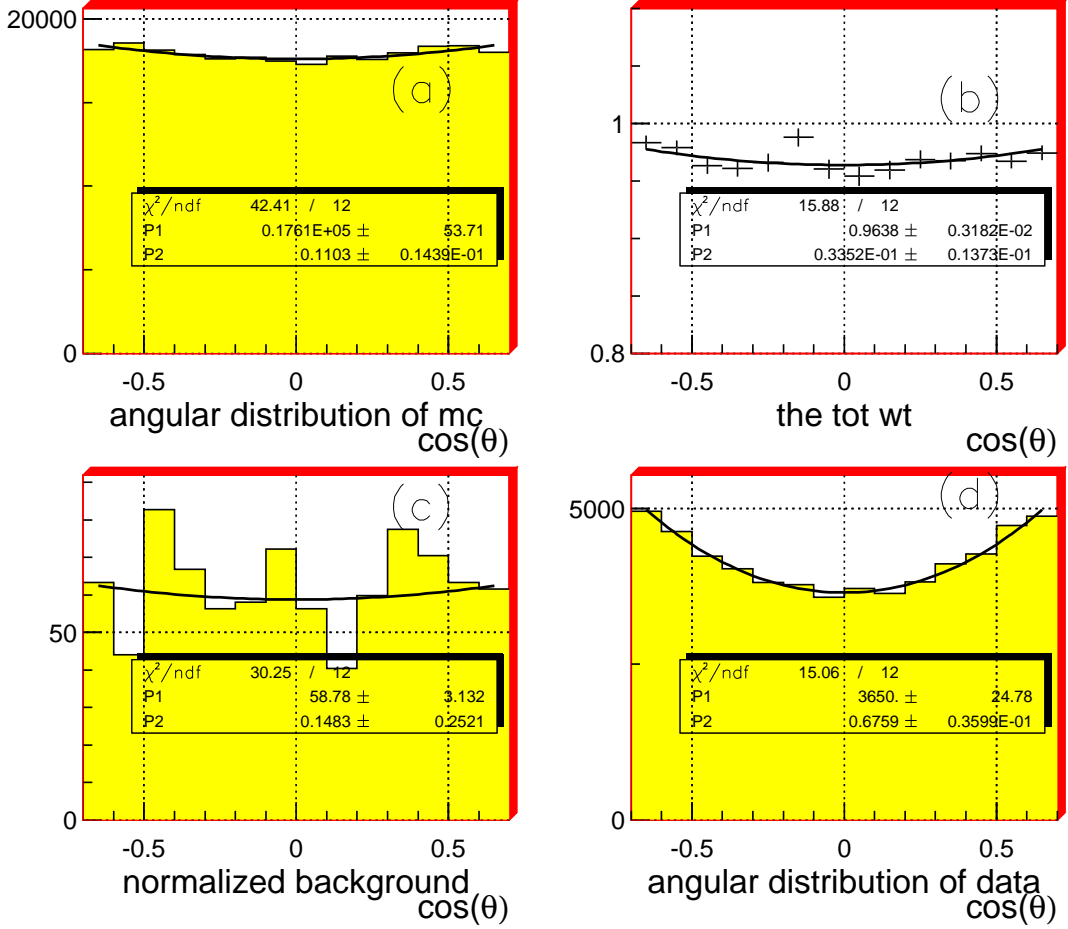 20000
0
(a)
χ²/ndf 42.41 / 12
P1 0.1761E+05 ± 53.71
P2 0.1103 ± 0.1439E-01
-0.5 0 0.5
angular distribution of mc
cos(θ)
1
0.8
(b)
χ²/ndf 15.88 / 12
P1 0.9638 ± 0.3182E-02
P2 0.3352E-01 ± 0.1373E-01
-0.5 0 0.5
the tot wt
cos(θ)
50
0
(c)
χ²/ndf 30.25 / 12
P1 58.78 ± 3.132
P2 0.1483 ± 0.2521
-0.5 0 0.5
normalized background
cos(θ)
5000
0
(d)
χ²/ndf 15.06 / 12
P1 3650. ± 24.78
P2 0.6759 ± 0.3599E-01
-0.5 0 0.5
angular distribution of data
cos(θ)